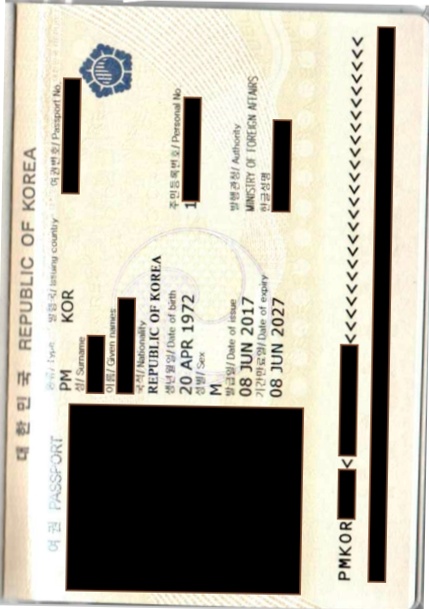 대 한 민 국 REPUBLIC OF KOREA
여 권 PASSPORT
종류/ Type 발행국/ Issuing country 여권번호/ Passport No.
PM KOR
성/ Surname
이름/ Given names
국적/ Nationality
REPUBLIC OF KOREA
생년월일/ Date of birth 주민등록번호/ Personal No.
20 APR 1972 1
성별/ Sex
M
발급일/ Date of issue 발행관청/ Authority
08 JUN 2017 MINISTRY OF FOREIGN AFFAIRS
기간만료일/ Date of expiry 한글성명
08 JUN 2027
PMKOR < <<<<<<<<<<<<<<<<<<<<<<<<